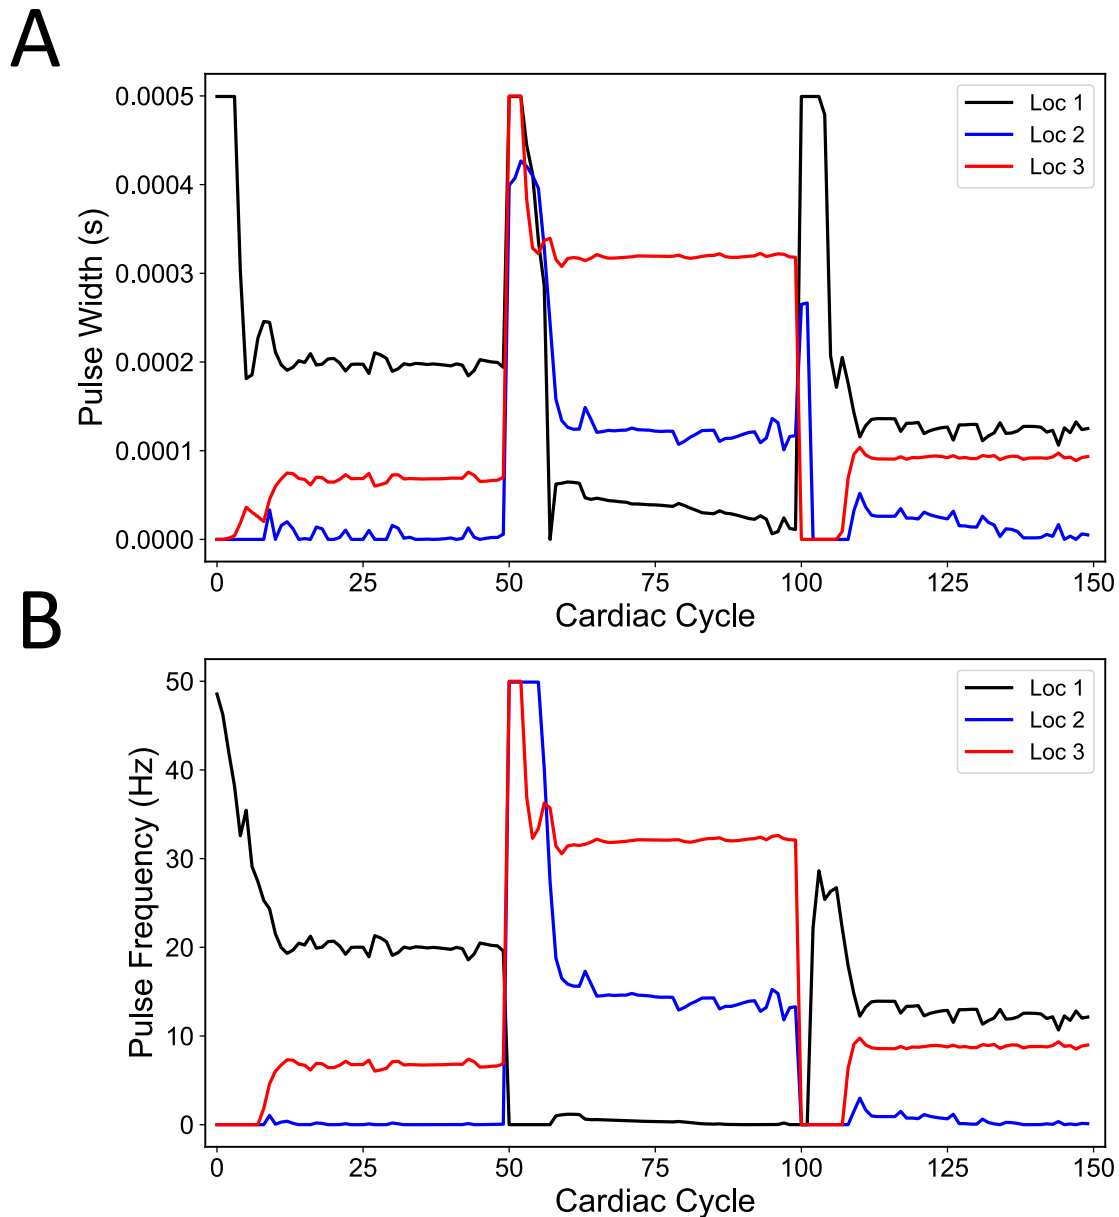 A
Pulse Width (s)
0.0005
0.0004
0.0003
0.0002
0.0001
0.0000
Loc 1
Loc 2
Loc 3
0 25 50 75 100 125 150
Cardiac Cycle
B
Pulse Frequency (Hz)
50
40
30
20
10
0
Loc 1
Loc 2
Loc 3
0 25 50 75 100 125 150
Cardiac Cycle